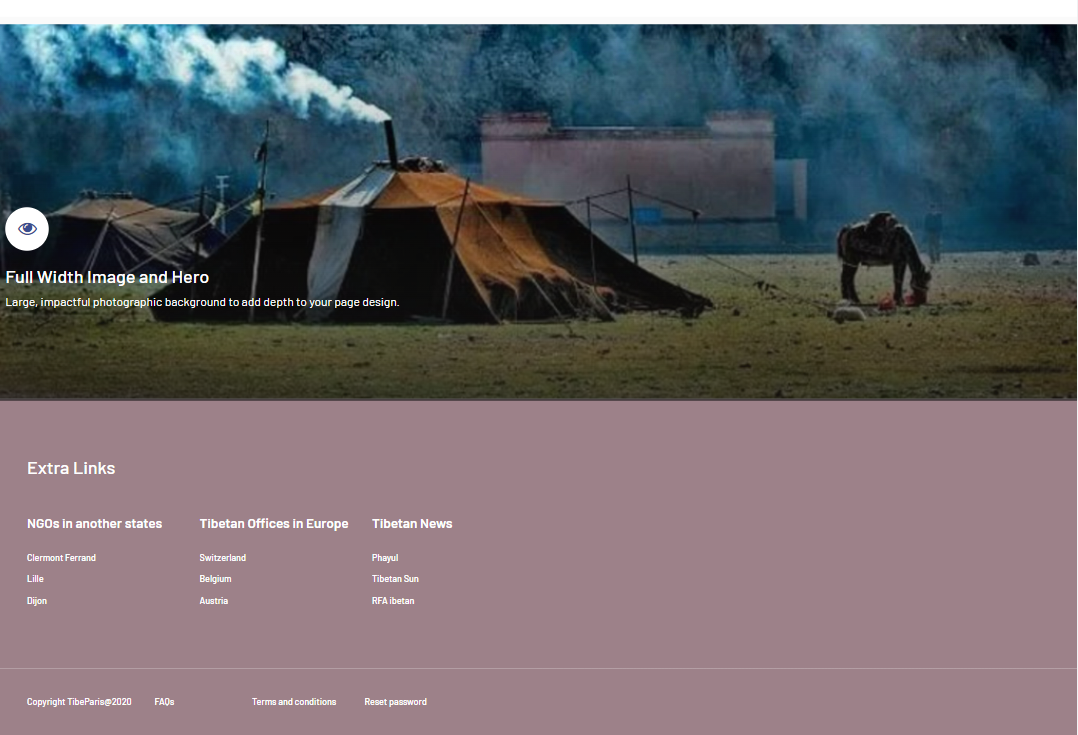 Full Width Image and Hero
Large, impactful photographic background to add depth to your page design.
Extra Links
NGOs in another states
Clermont Ferrand
Lille
Dijon
Tibetan Offices in Europe
Switzerland
Belgium
Austria
Tibetan News
Phayul
Tibetan Sun
RFA ibetan
Copyright TibeParis@2020 FAQs Terms and conditions Reset password